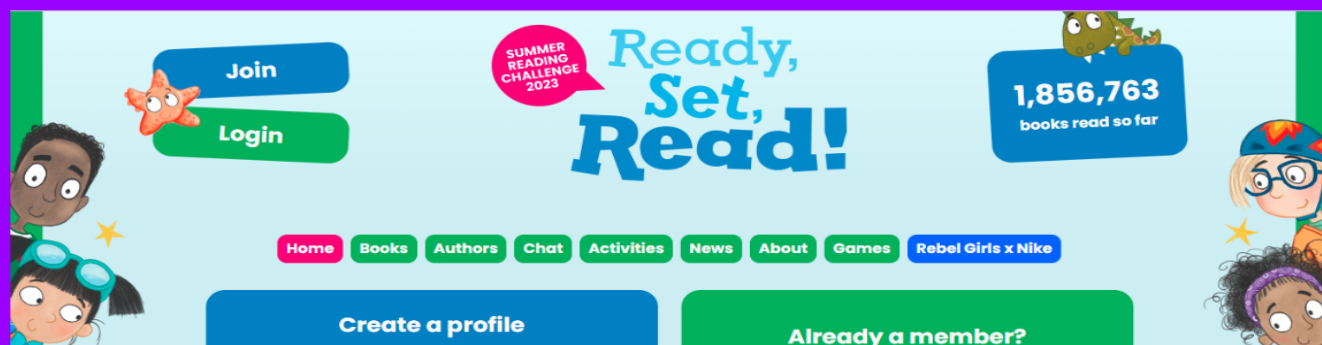 Join
Login
SUMMER
READING
CHALLENGE
2023
Ready,
Set,
Read!
1,856,763
books read so far
Home Books Authors Chat Activities News About Games Rebel Girls x Nike
Create a profile
Already a member?